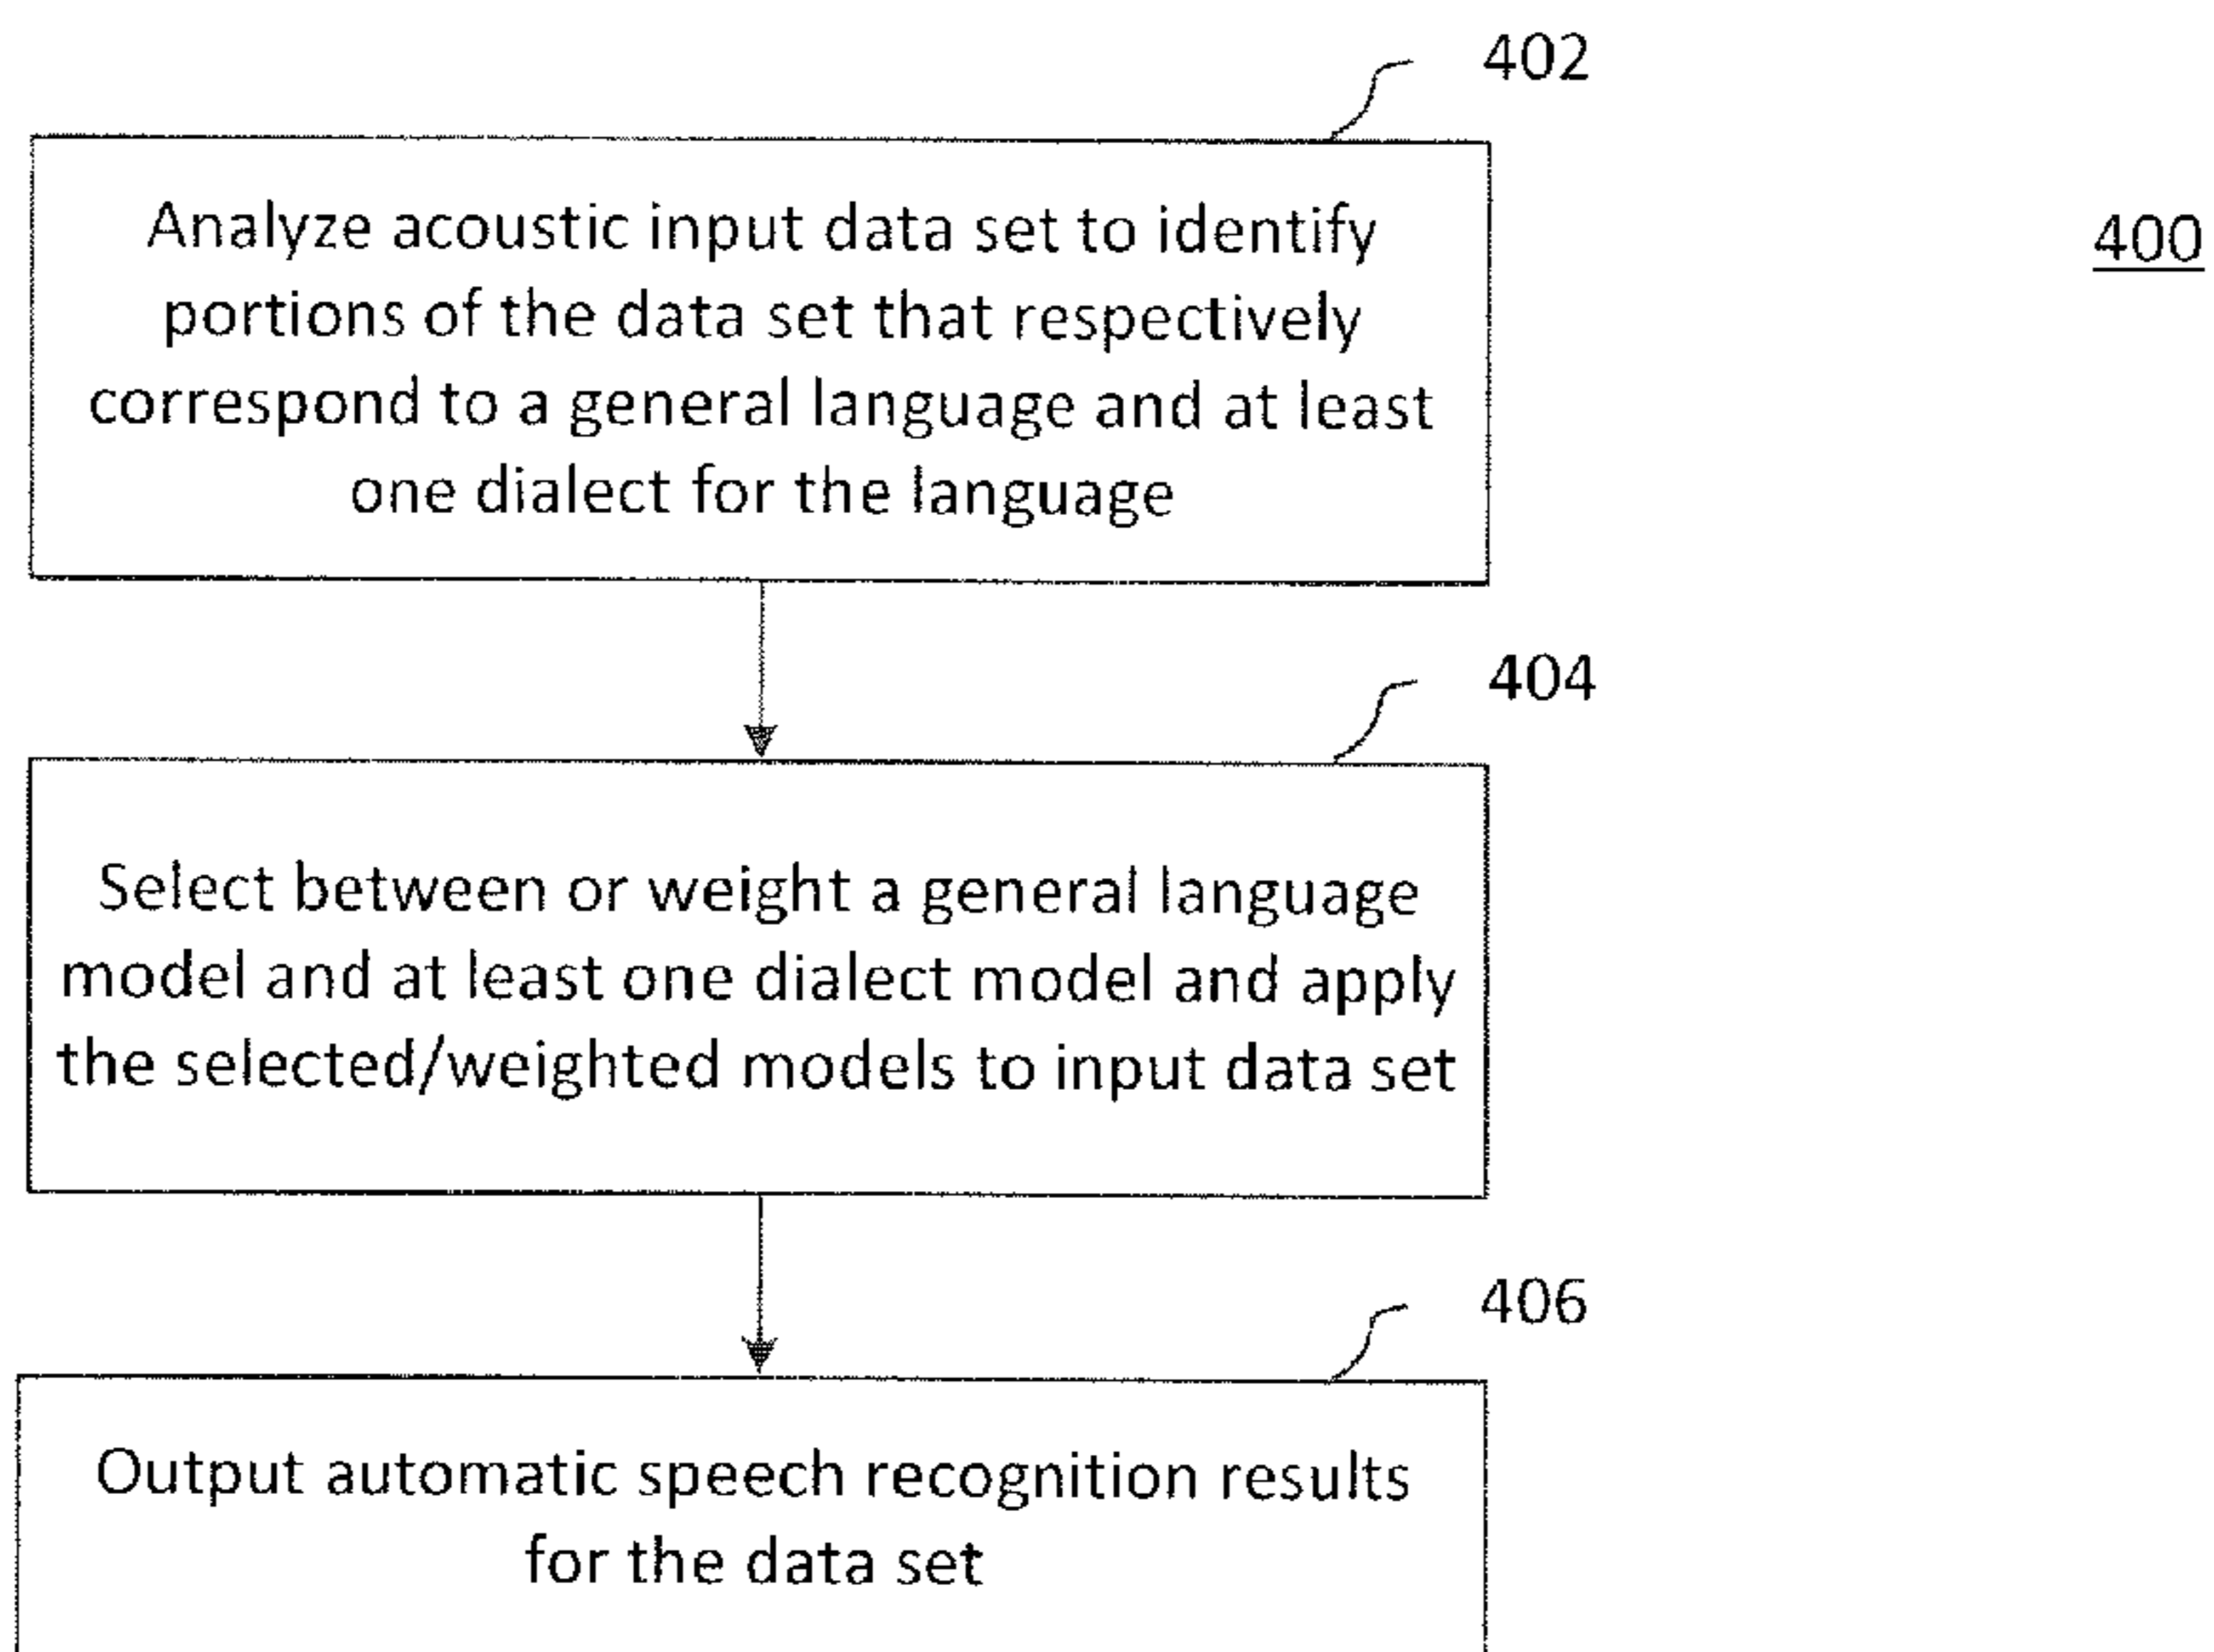 402
400
Analyze acoustic input data set to identify
portions of the data set that respectively
correspond to a general language and at least
one dialect for the language
404
Select between or weight a general language
model and at least one dialect model and apply
the selected/weighted models to input data set
406
Output automatic speech recognition results
for the data set